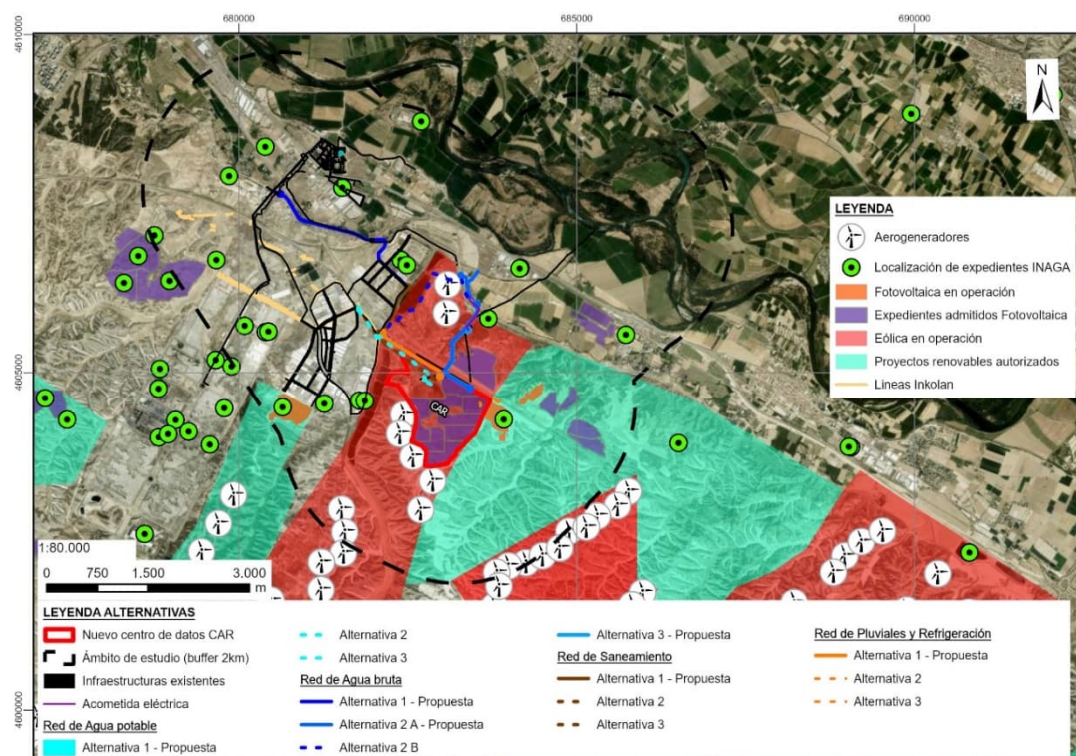 680000
685000
690000
4610000
N
LEYENDA
Aerogeneradores
Localización de expedientes INAGA
Fotovoltaica en operación
Expedientes admitidos Fotovoltaica
Eólica en operación
Proyectos renovables autorizados
Lineas Inkolan
4605000
4605000
CAR
1:80.000
0 750 1.500 3.000
m
LEYENDA ALTERNATIVAS
Nuevo centro de datos CAR
Ámbito de estudio (buffer 2km)
Infraestructuras existentes
Acometida eléctrica
Red de Agua potable
Alternativa 1 - Propuesta
Alternativa 2
Alternativa 3
Red de Agua bruta
Alternativa 1 - Propuesta
Alternativa 2 A - Propuesta
Alternativa 2 B
Alternativa 3 - Propuesta
Red de Saneamiento
Alternativa 1 - Propuesta
Alternativa 2
Alternativa 3
Red de Pluviales y Refrigeración
Alternativa 1 - Propuesta
Alternativa 2
Alternativa 3
4600000
4600000